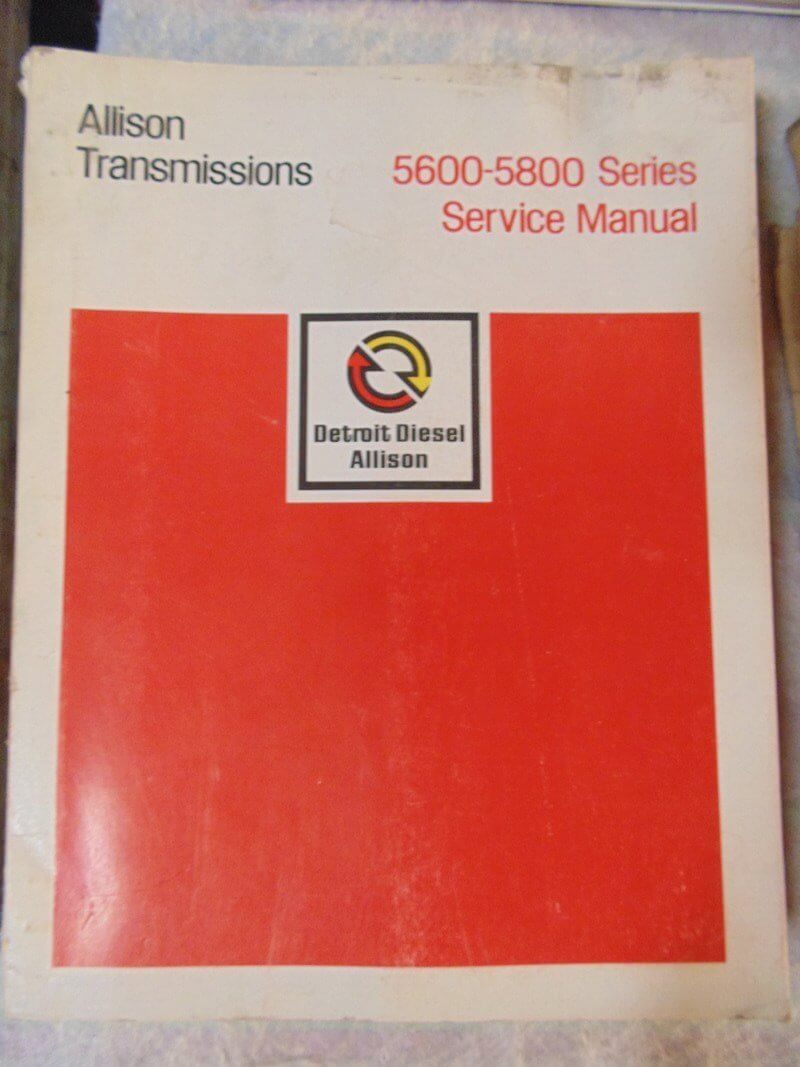 Allison
Transmissions
5600-5800 Series
Service Manual
Detroit Diesel
Allison